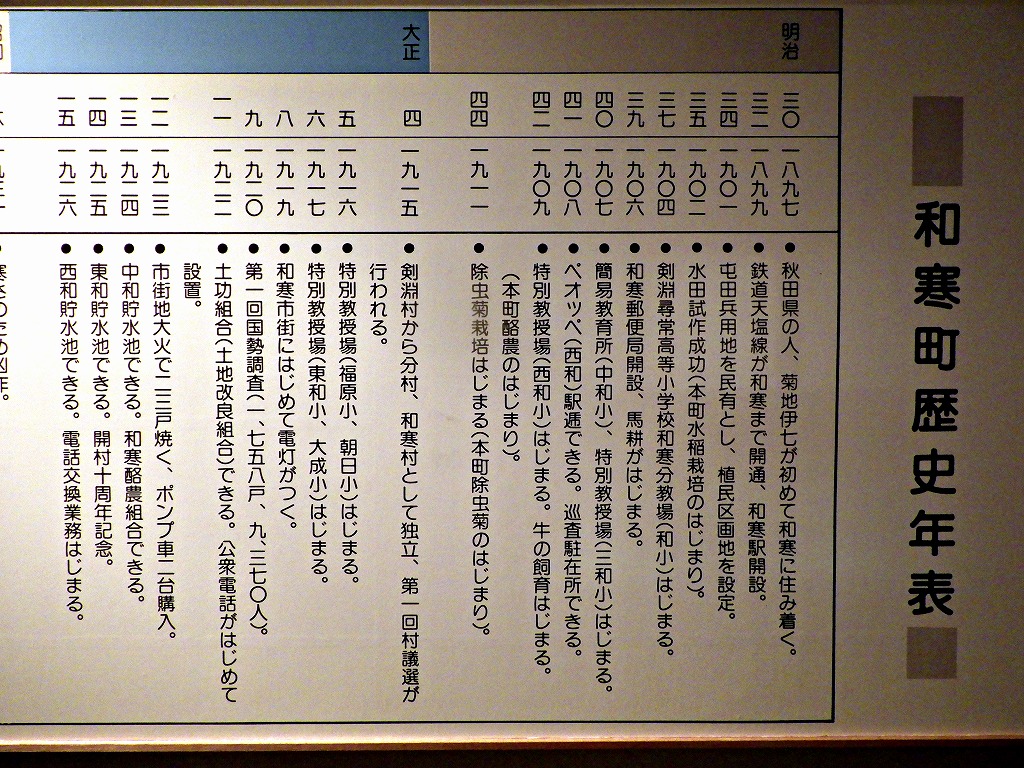 和寒町歴史年表
明治
三〇 一八九七 ●秋田県の人、菊地伊七が初めて和寒に住み着く。
三二 一八九九 ●鉄道天塩線が和寒まで開通、和寒駅開設。
三四 一九〇一 ●屯田兵用地を民有とし、植民区画地を設定。
三五 一九〇二 ●水田試作成功(本町水稲栽培のはじまり)。
三七 一九〇四 ●剣淵尋常高等小学校和寒分教場(和小)はじまる。
三九 一九〇六 ●和寒郵便局開設、馬耕がはじまる。
四〇 一九〇七 ●簡易教育所(中和小)、特別教授場(三和小)はじまる。
四一 一九〇八 ●ペオッペ(西和)駅逓できる。巡査駐在所できる。
四二 一九〇九 ●特別教授場(西和小)はじまる。牛の飼育はじまる。
(本町酪農のはじまり)。
四四 一九一一 ●除虫菊栽培はじまる(本町除虫菊のはじまり)。
大正
四 一九一五 ●剣淵村から分村、和寒村として独立、第一回村議選が
行われる。
五 一九一六 ●特別教授場(福原小、朝日小)はじまる。
六 一九一七 ●特別教授場(東和小、大成小)はじまる。
八 一九一九 ●和寒市街にはじめて電灯がつく。
九 一九二〇 ●第一回国勢調査(一、七五八戸、九、三七〇人)。
一一 一九二二 ●土功組合(土地改良組合)できる。公衆電話がはじめて
設置。
一二 一九二三 ●市街地大火で二三戸焼く、ポンプ車二台購入。
一三 一九二四 ●中和貯水池できる。和寒酪農組合できる。
一四 一九二五 ●東和貯水池できる。開村十周年記念。
一五 一九二六 ●西和貯水池できる。電話交換業務はじまる。